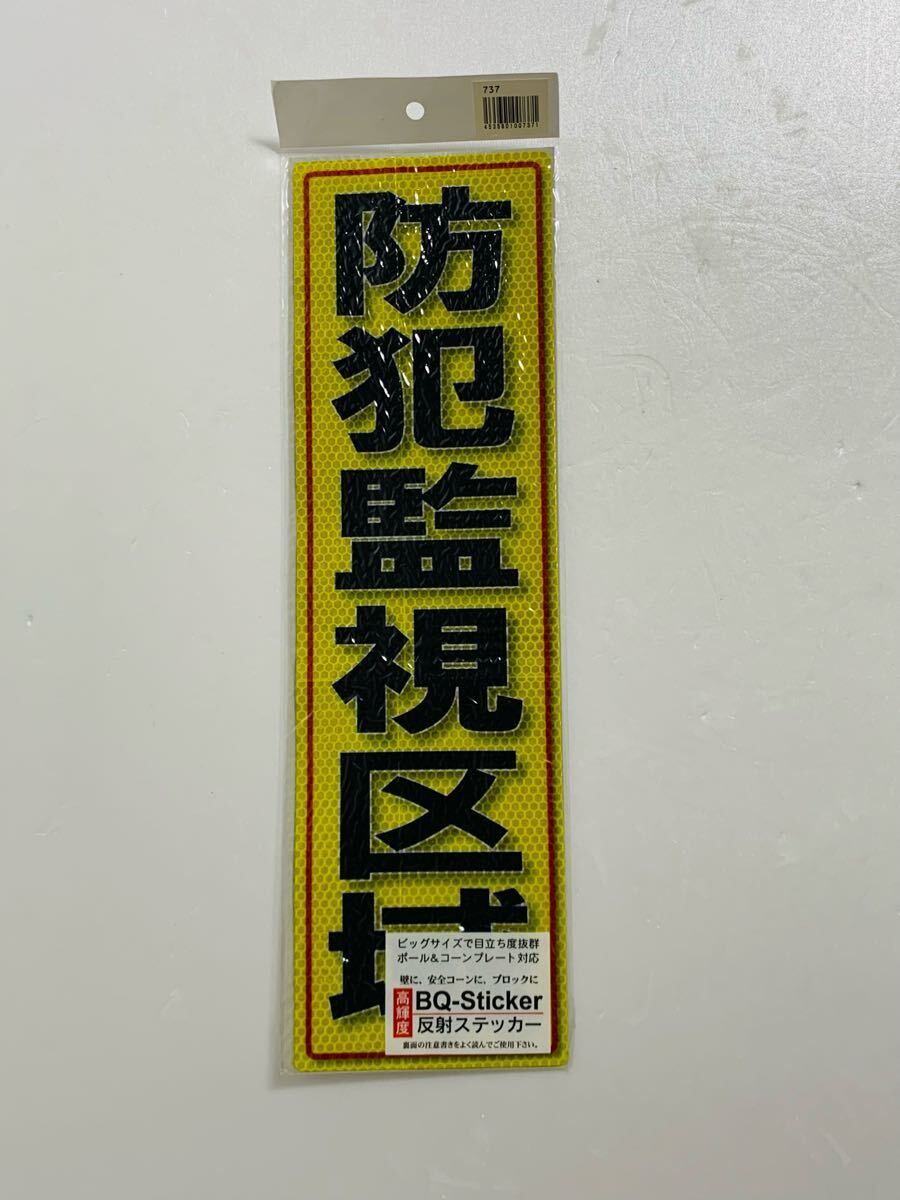 737
4535801007371
防犯監視区域
ビッグサイズで目立ち度抜群
ポール&コーンプレート対応
壁に、安全コーンに、ブロックに
高輝度
BQ-Sticker
反射ステッカー
裏面の注意書きをよく読んでご使用下さい。